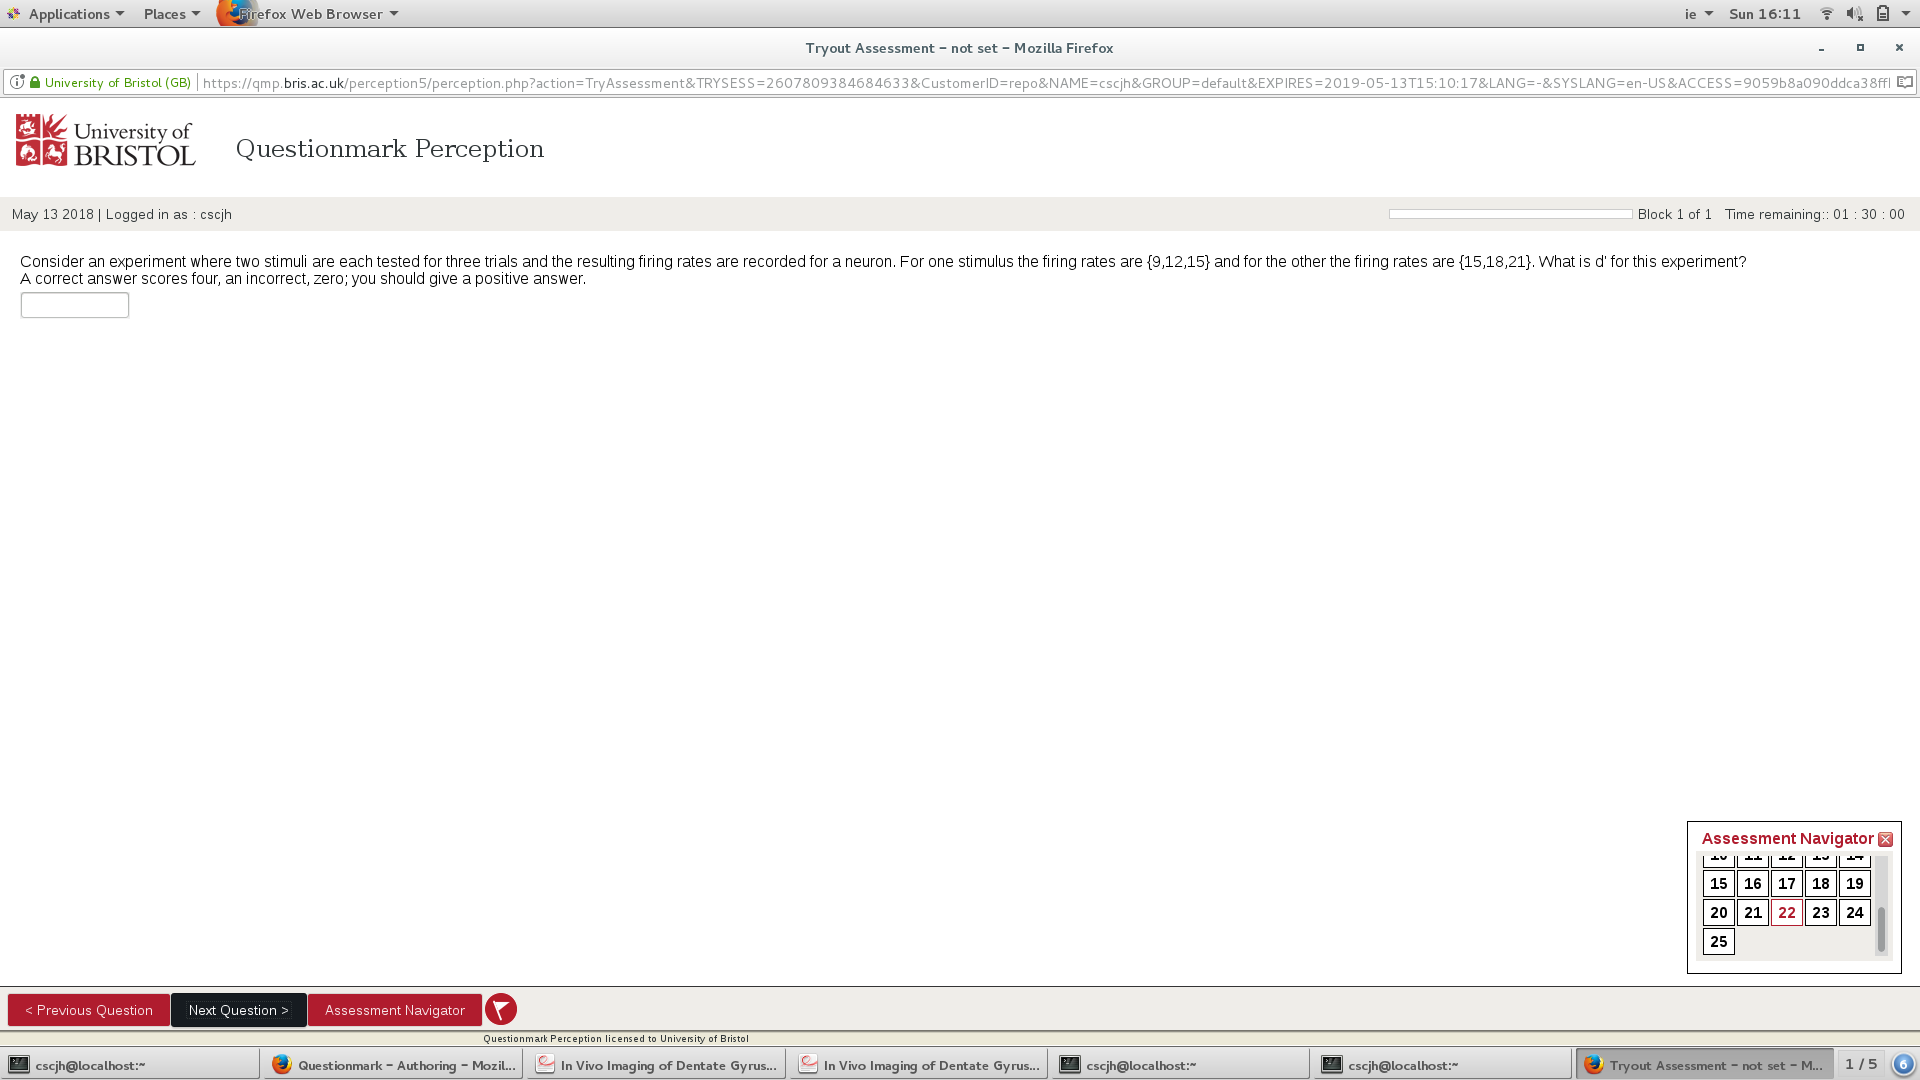 Applications Places Firefox Web Browser ie Sun 16:11
Tryout Assessment - not set - Mozilla Firefox
University of Bristol (GB) https://qmp.bris.ac.uk/perception5/perception.php?action=TryAssessment&TRYSESS=2607809384684633&CustomerID=repo&NAME=cscjh&GROUP=default&EXPIRES=2019-05-13T15:10:17&LANG=-&SYSLANG=en-US&ACCESS=9059b8a090ddca38ff
University of
BRISTOL
Questionmark Perception
May 13 2018 | Logged in as : cscjh Block 1 of 1 Time remaining:: 01 : 30 : 00
Consider an experiment where two stimuli are each tested for three trials and the resulting firing rates are recorded for a neuron. For one stimulus the firing rates are {9,12,15} and for the other the firing rates are {15,18,21}. What is d' for this experiment?
A correct answer scores four, an incorrect, zero; you should give a positive answer.
Assessment Navigator
10 11 12 13 14
15 16 17 18 19
20 21 22 23 24
25
< Previous Question Next Question > Assessment Navigator
Questionmark Perception licensed to University of Bristol
cscjh@localhost:~ Questionmark - Authoring - Mozil... In Vivo Imaging of Dentate Gyrus... In Vivo Imaging of Dentate Gyrus... cscjh@localhost:~ cscjh@localhost:~ Tryout Assessment - not set - M... 1 / 5 6